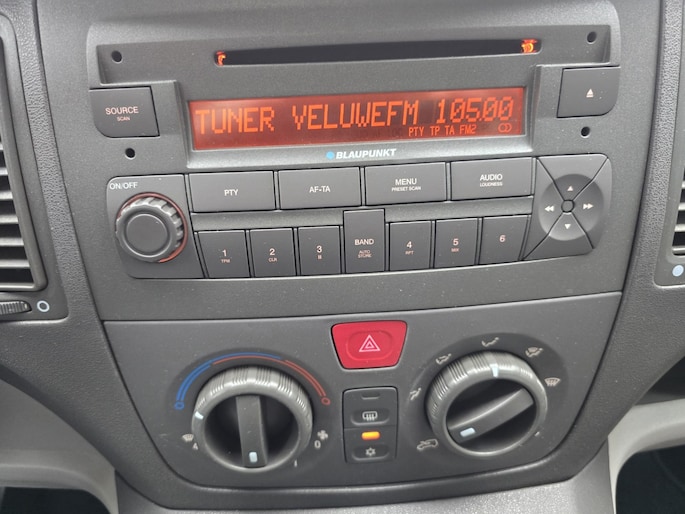 SOURCE
SCAN
TUNER VELUWEFM 105.00
PTY TP TA FM2
BLAUPUNKT
ON/OFF
PTY
AF-TA
MENU
PRESET SCAN
AUDIO
LOUDNESS
1
TPM
2
CLR
3
BAND
AUTO
STORE
4
RPT
5
MIX
6
A
0